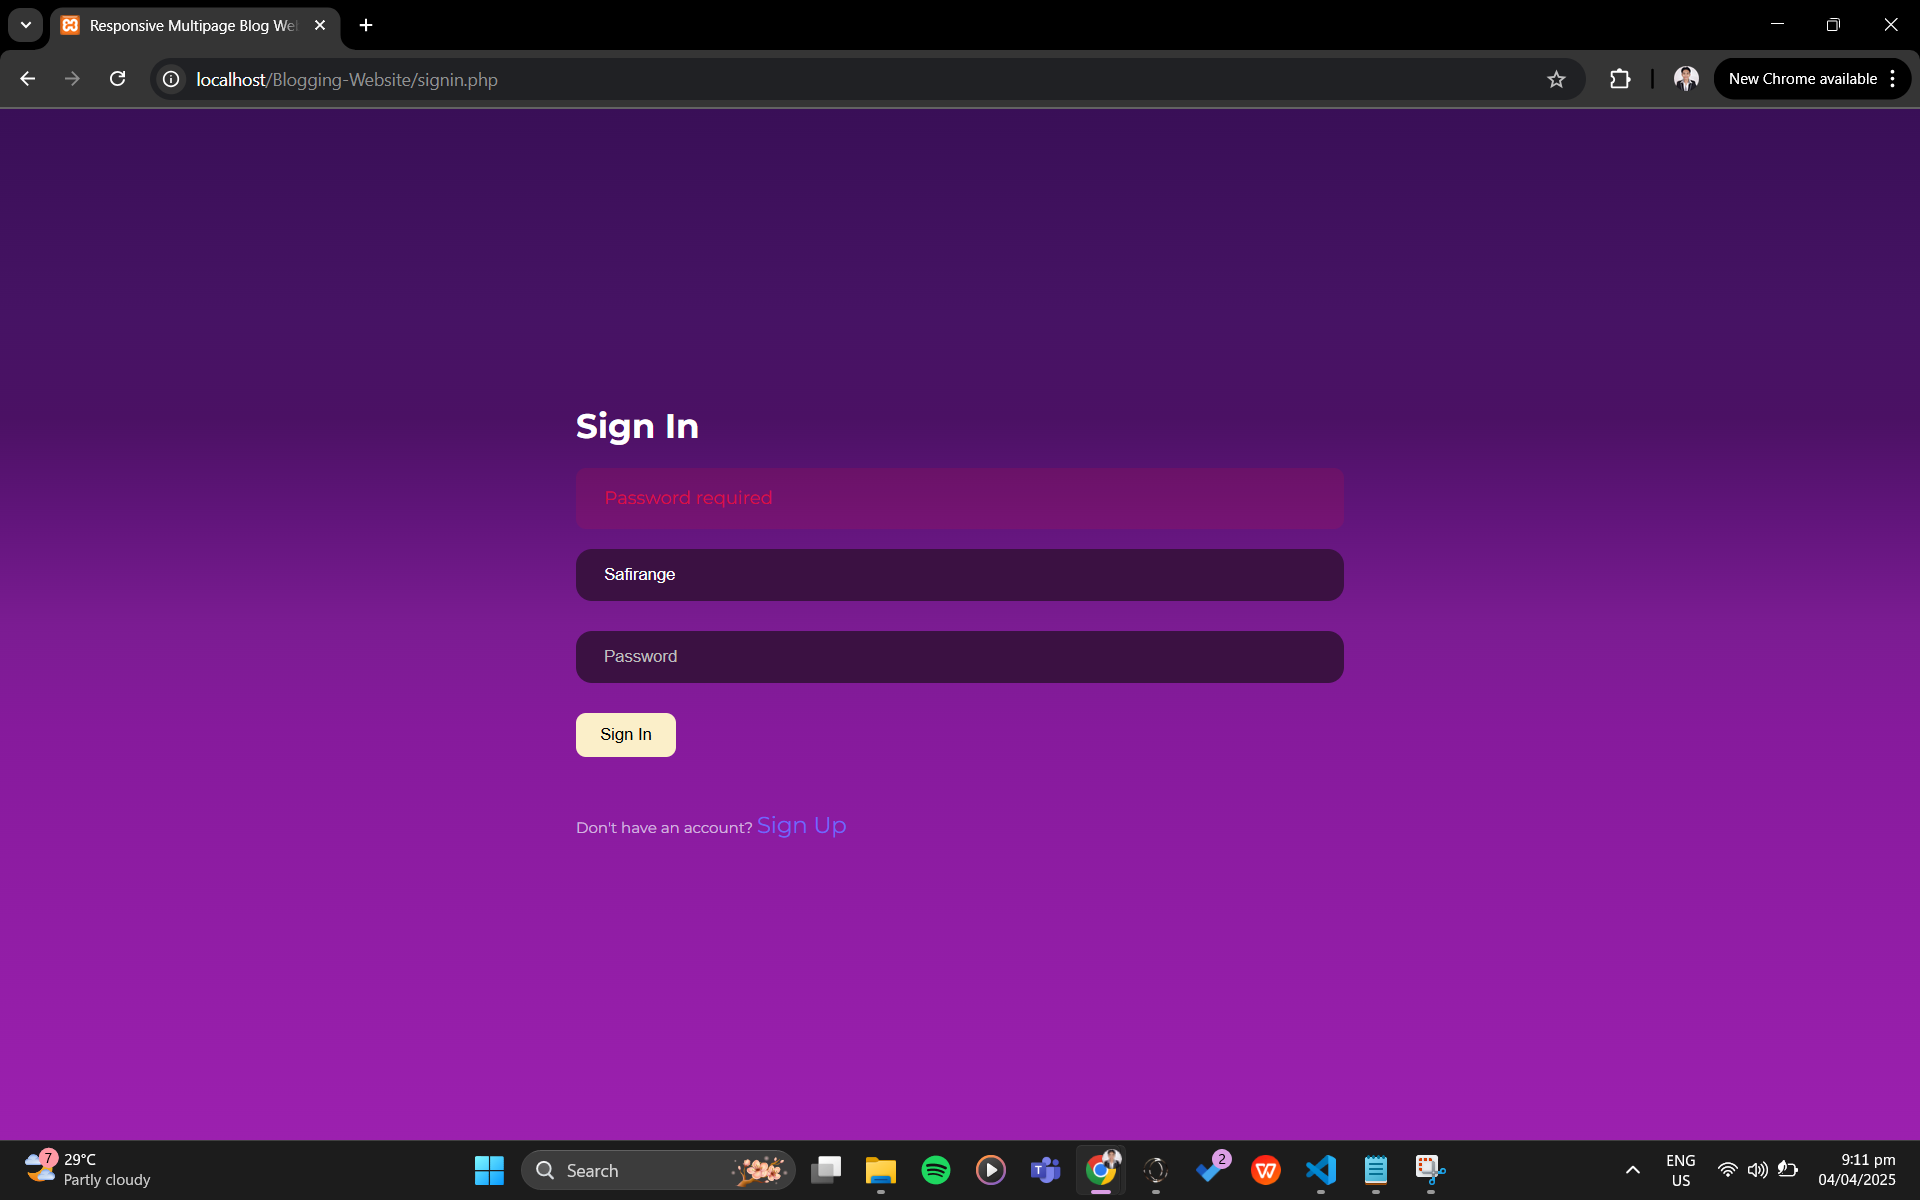 Responsive Multipage Blog We
localhost/Blogging-Website/signin.php
New Chrome available
Sign In
Password required
Safirange
Password
Sign In
Don't have an account? Sign Up
7
29°C
Partly cloudy
Search
T
2
W
ENG
US
9:11 pm
04/04/2025